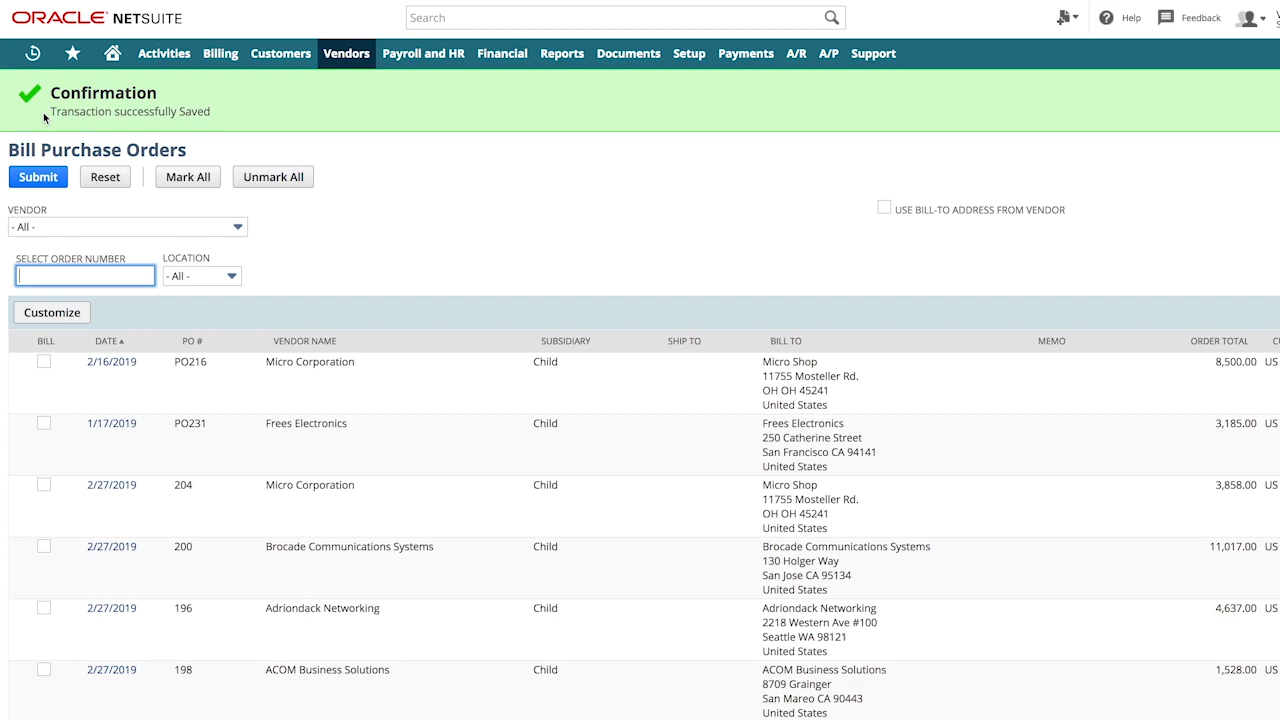 ORACLE NETSUITE
Search
Help
Feedback
Activities Billing Customers Vendors Payroll and HR Financial Reports Documents Setup Payments A/R A/P Support
Confirmation
Transaction successfully Saved
Bill Purchase Orders
Submit Reset Mark All Unmark All
VENDOR
- All -
USE BILL-TO ADDRESS FROM VENDOR
SELECT ORDER NUMBER LOCATION
- All -
Customize
BILL DATE PO # VENDOR NAME SUBSIDIARY SHIP TO BILL TO MEMO ORDER TOTAL
2/16/2019 PO216 Micro Corporation Child Micro Shop 8,500.00 US
11755 Mosteller Rd.
OH OH 45241
United States
1/17/2019 PO231 Frees Electronics Child Frees Electronics 3,185.00 US
250 Catherine Street
San Francisco CA 94141
United States
2/27/2019 204 Micro Corporation Child Micro Shop 3,858.00 US
11755 Mosteller Rd.
OH OH 45241
United States
2/27/2019 200 Brocade Communications Systems Child Brocade Communications Systems 11,017.00 US
130 Holger Way
San Jose CA 95134
United States
2/27/2019 196 Adriondack Networking Child Adriondack Networking 4,637.00 US
2218 Western Ave #100
Seattle WA 98121
United States
2/27/2019 198 ACOM Business Solutions Child ACOM Business Solutions 1,528.00 US
8709 Grainger
San Mareo CA 90443
United States